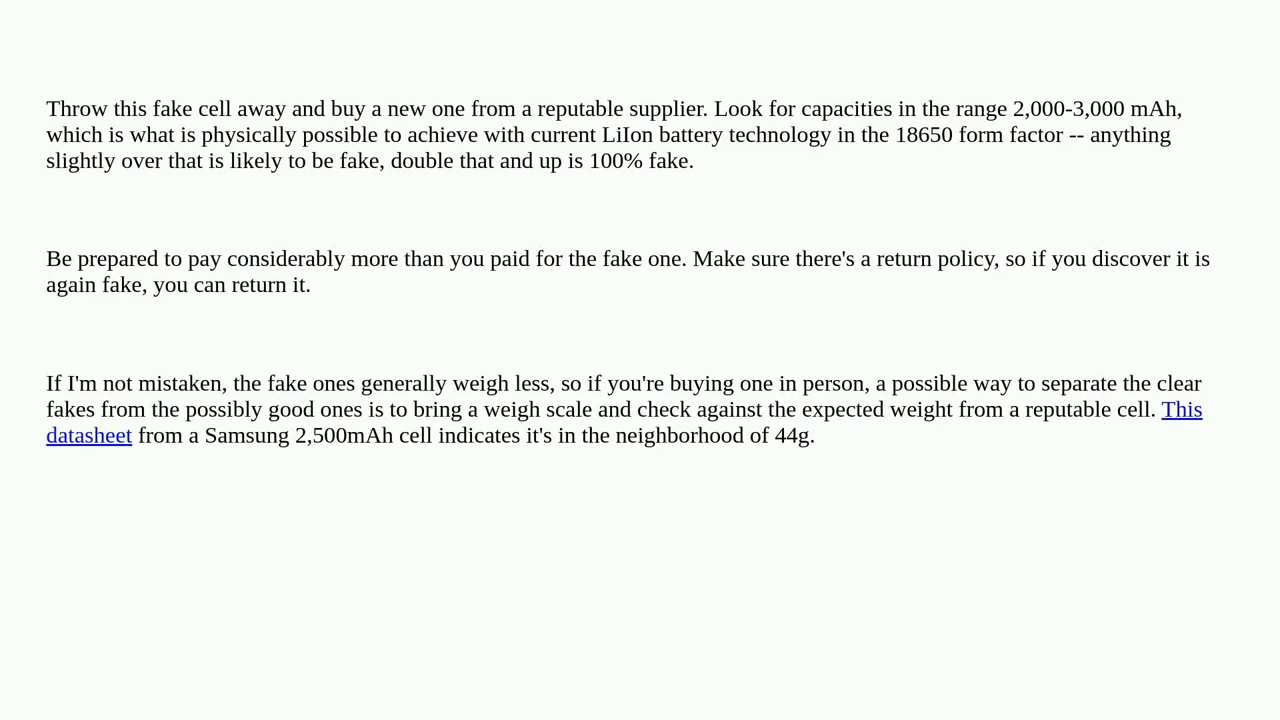 Throw this fake cell away and buy a new one from a reputable supplier. Look for capacities in the range 2,000-3,000 mAh,
which is what is physically possible to achieve with current LiIon battery technology in the 18650 form factor -- anything
slightly over that is likely to be fake, double that and up is 100% fake.
Be prepared to pay considerably more than you paid for the fake one. Make sure there's a return policy, so if you discover it is
again fake, you can return it.
If I'm not mistaken, the fake ones generally weigh less, so if you're buying one in person, a possible way to separate the clear
fakes from the possibly good ones is to bring a weigh scale and check against the expected weight from a reputable cell. This
datasheet from a Samsung 2,500mAh cell indicates it's in the neighborhood of 44g.